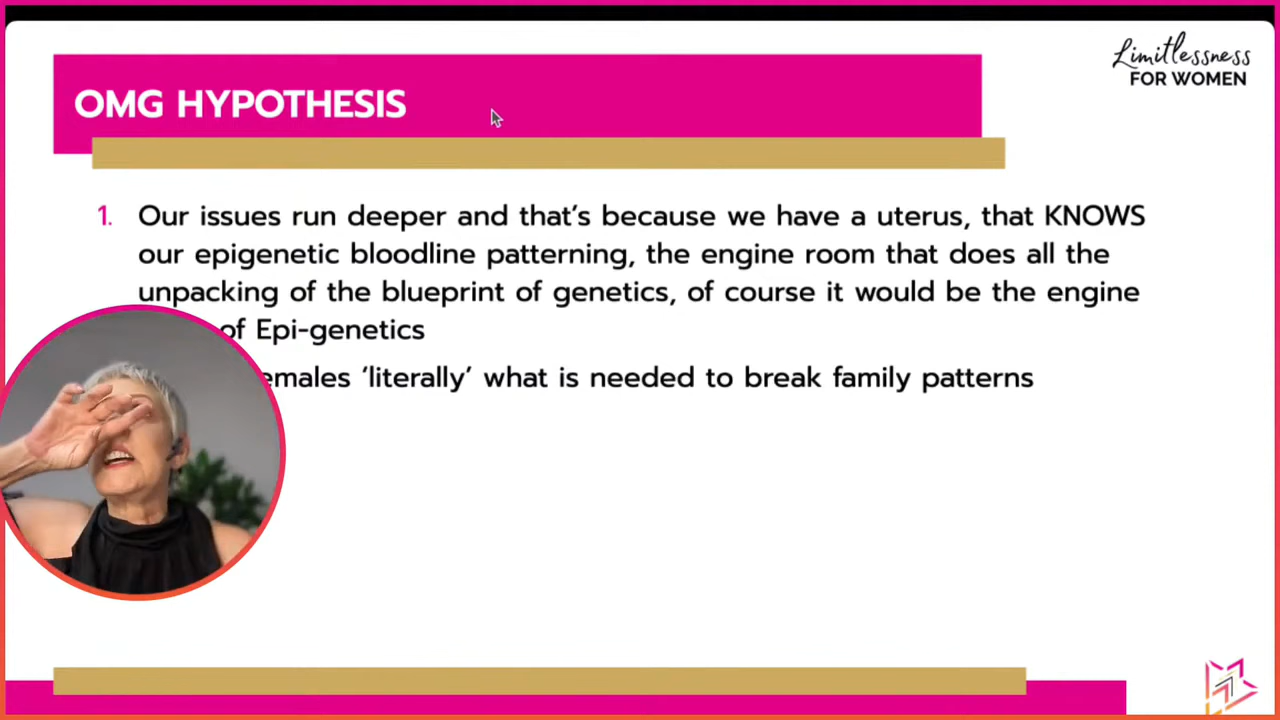 Limitlessness
FOR WOMEN
OMG HYPOTHESIS
1. Our issues run deeper and that's because we have a uterus, that KNOWS
our epigenetic bloodline patterning, the engine room that does all the
unpacking of the blueprint of genetics, of course it would be the engine
of Epi-genetics
'literally' what is needed to break family patterns